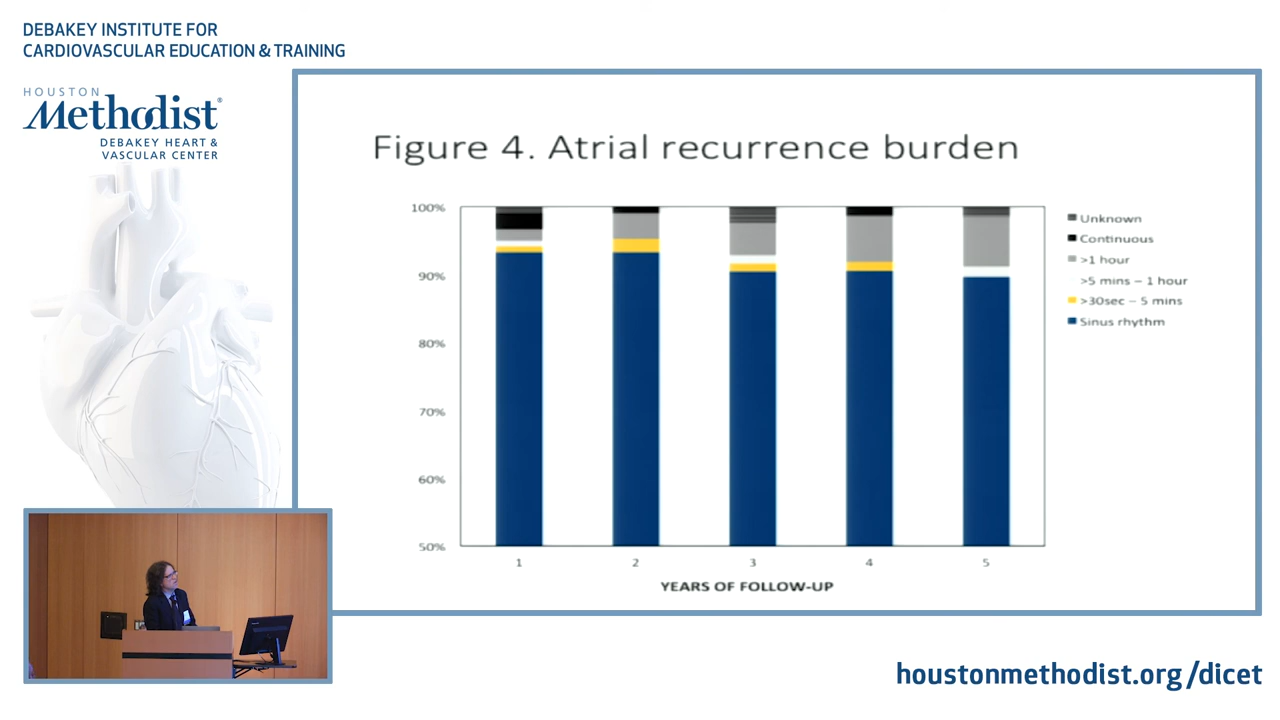 DEBAKEY INSTITUTE FOR
CARDIOVASCULAR EDUCATION & TRAINING
HOUSTON
Methodist®
DEBAKEY HEART &
VASCULAR CENTER
Figure 4. Atrial recurrence burden
100%
90%
80%
70%
60%
50%
1 2 3 4 5
YEARS OF FOLLOW-UP
Unknown
Continuous
>1 hour
>5 mins – 1 hour
>30sec – 5 mins
Sinus rhythm
houstonmethodist.org/dicet